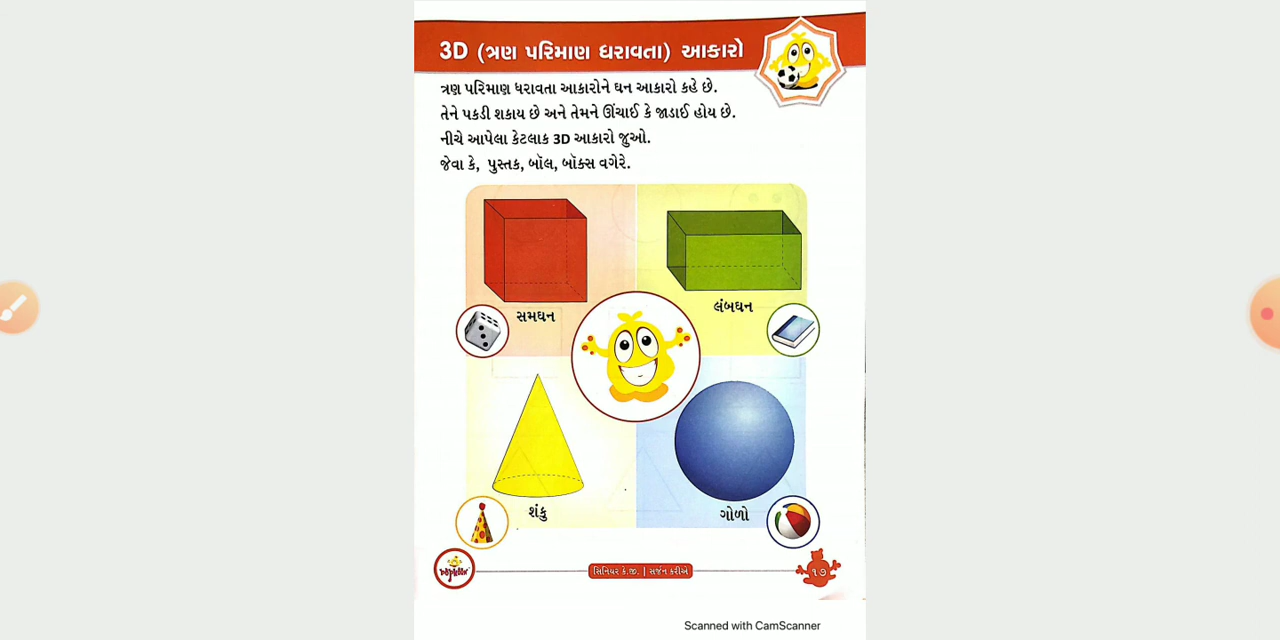 3D (ત્રણ પરિમાણ ધરાવતા) આકારો
ત્રણ પરિમાણ ધરાવતા આકારોને ઘન આકારો કહે છે.
તેને પકડી શકાય છે અને તેમને ઊંચાઈ કે જાડાઈ હોય છે.
નીચે આપેલા કેટલાક 3D આકારો જુઓ.
જેવા કે, પુસ્તક, બૉલ, બૉક્સ વગેરે.
સમઘન
લંબઘન
શંકુ
ગોળો
સિનિયર કે.જી. | સર્જન કરીએ
૧૭
Scanned with CamScanner